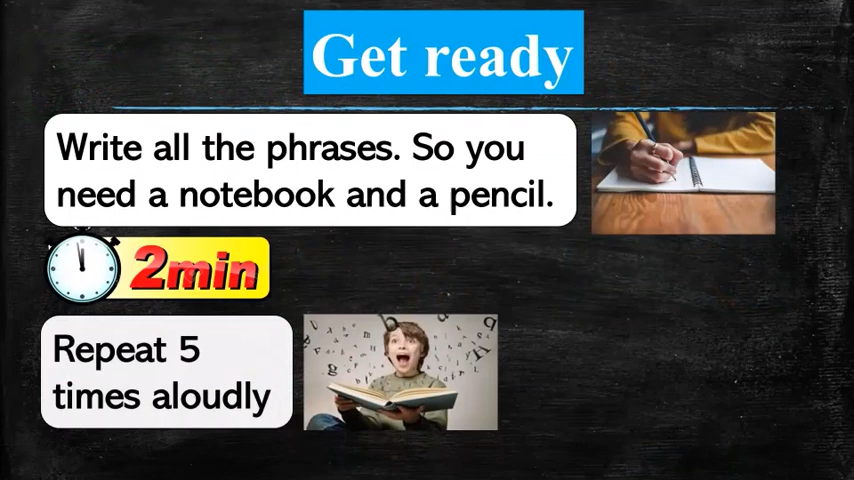 Get ready
Write all the phrases. So you
need a notebook and a pencil.
2min
Repeat 5
times aloudly